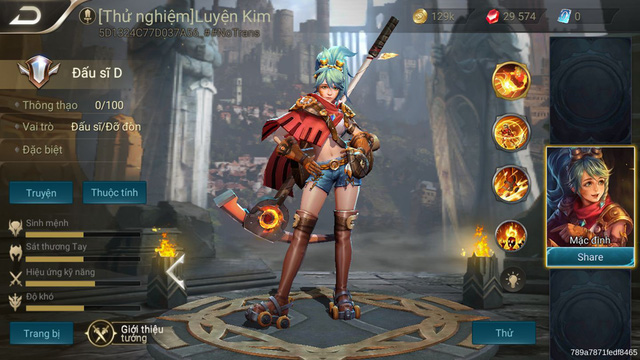 [Thử nghiệm]Luyện Kim
129k
29 574
0
Đấu sĩ D
Thông thạo 0/100
Vai trò Đấu sĩ/Đỡ đòn
Đặc biệt
Truyện
Thuộc tính
Sinh mệnh
Sát thương Tay
Hiệu ứng kỹ năng
Độ khó
Trang bị
Giới thiệu
tướng
Thử
Mặc định
Share
789a7871fedf8465